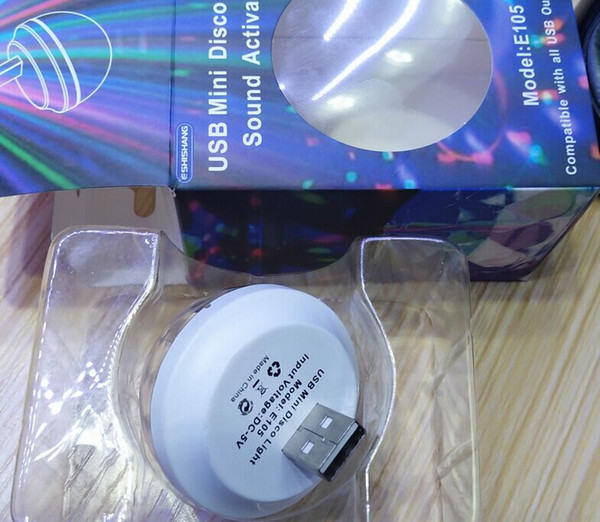 USB Mini Disco
Sound Activa
Model:E105
Compatible with all USB Ou
ESHISHANG
USB Mini Disco Light
Model: E105
Input Voltage:DC-5V
Made in China